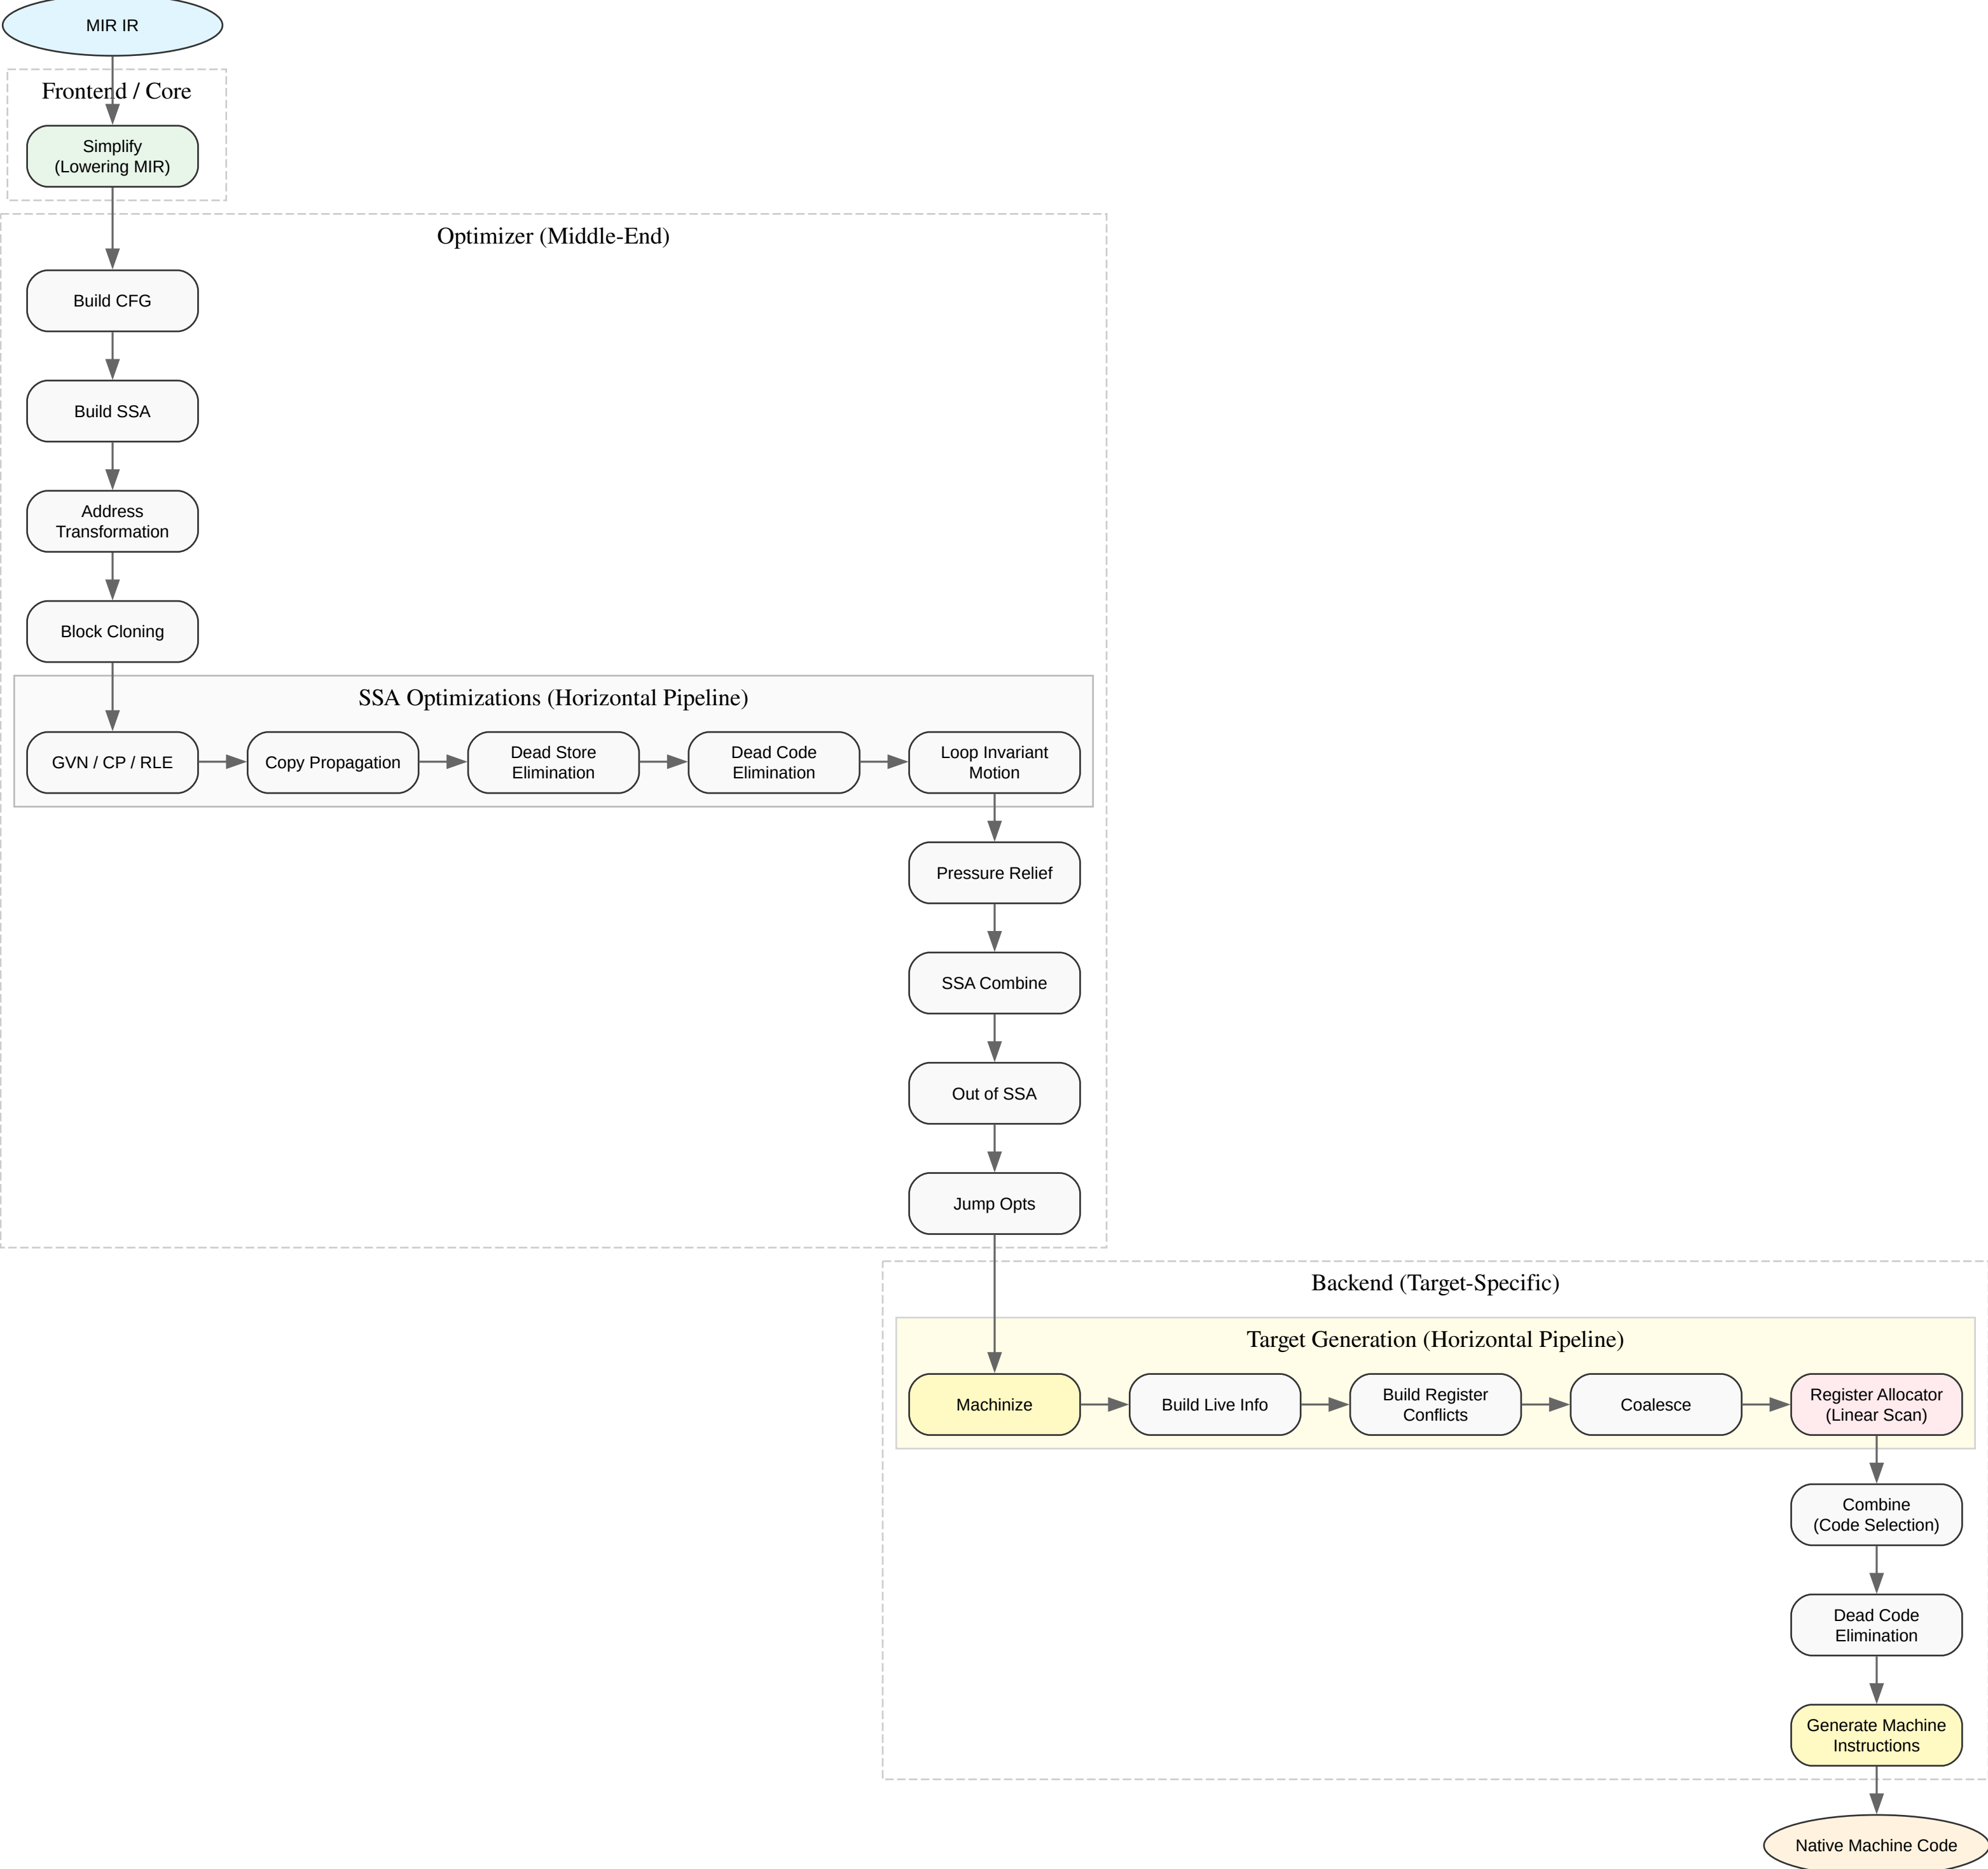 MIR IR
Frontend / Core
Simplify
(Lowering MIR)
Optimizer (Middle-End)
Build CFG
Build SSA
Address
Transformation
Block Cloning
SSA Optimizations (Horizontal Pipeline)
GVN / CP / RLE
Copy Propagation
Dead Store
Elimination
Dead Code
Elimination
Loop Invariant
Motion
Pressure Relief
SSA Combine
Out of SSA
Jump Opts
Backend (Target-Specific)
Target Generation (Horizontal Pipeline)
Machinize
Build Live Info
Build Register
Conflicts
Coalesce
Register Allocator
(Linear Scan)
Combine
(Code Selection)
Dead Code
Elimination
Generate Machine
Instructions
Native Machine Code